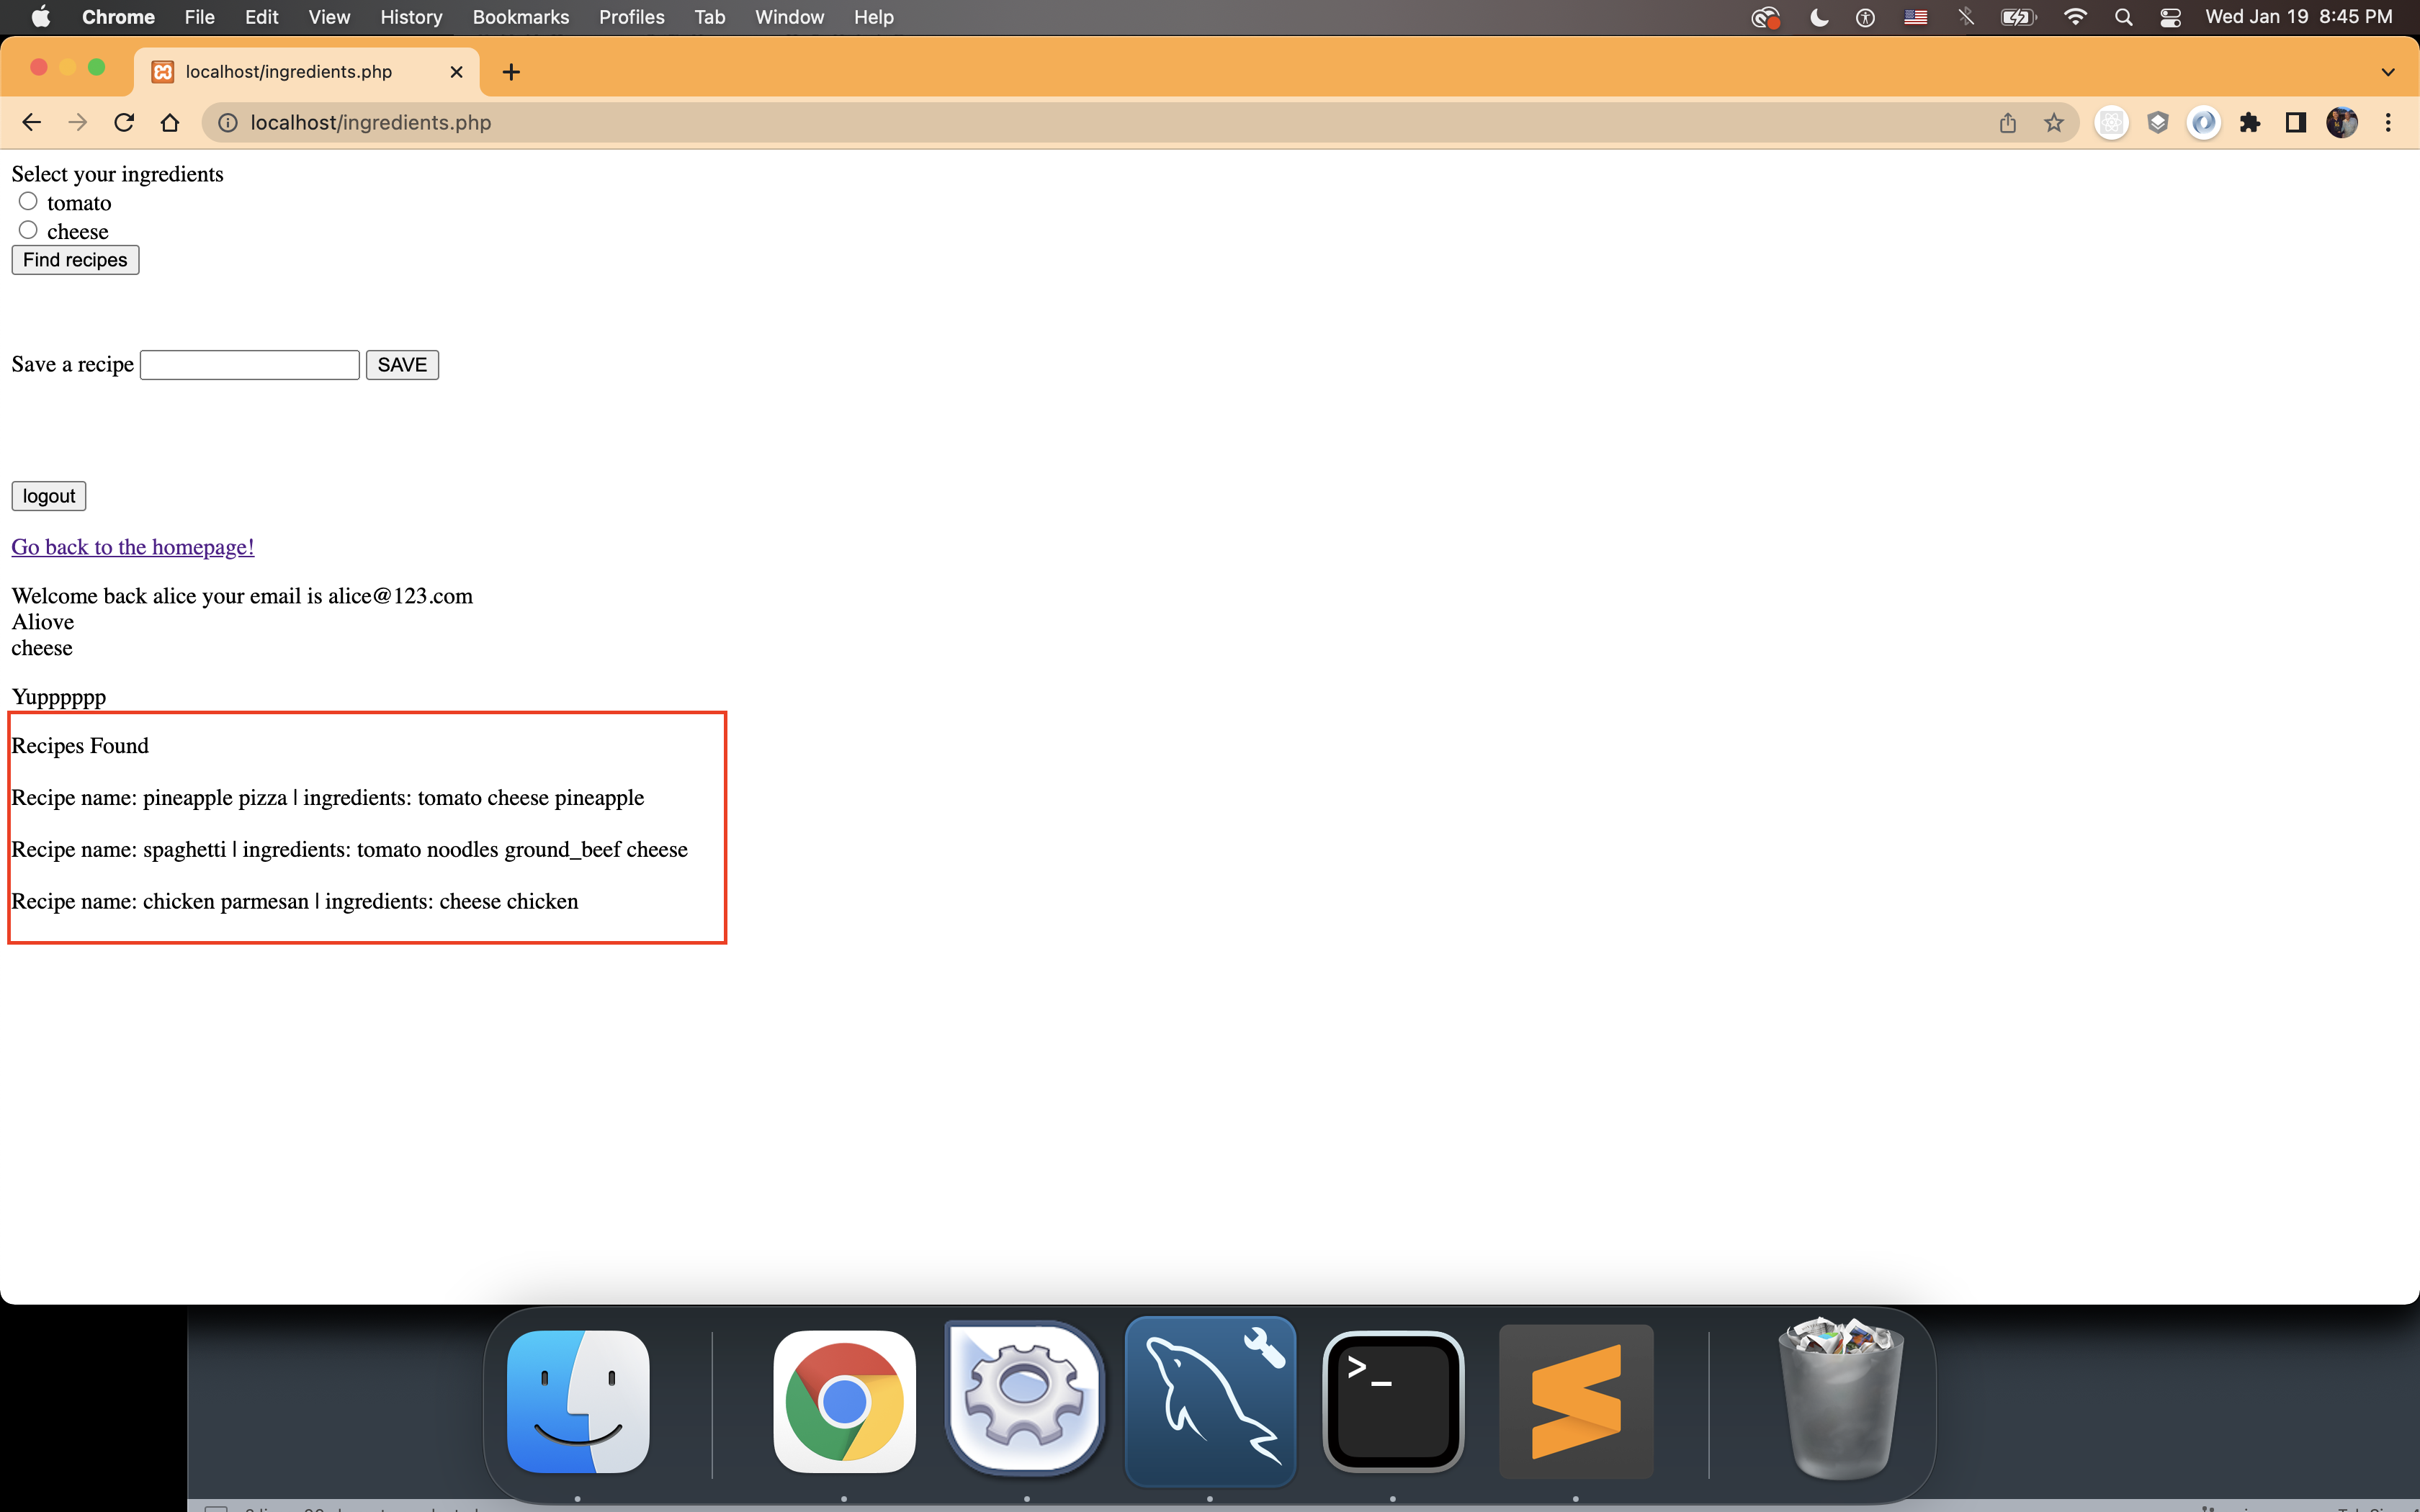 Chrome File Edit View History Bookmarks Profiles Tab Window Help Wed Jan 19 8:45 PM
localhost/ingredients.php
localhost/ingredients.php
Select your ingredients
tomato
cheese
Find recipes
Save a recipe SAVE
logout
Go back to the homepage!
Welcome back alice your email is alice@123.com
Aliove
cheese
Yupppppp
Recipes Found
Recipe name: pineapple pizza | ingredients: tomato cheese pineapple
Recipe name: spaghetti | ingredients: tomato noodles ground_beef cheese
Recipe name: chicken parmesan | ingredients: cheese chicken